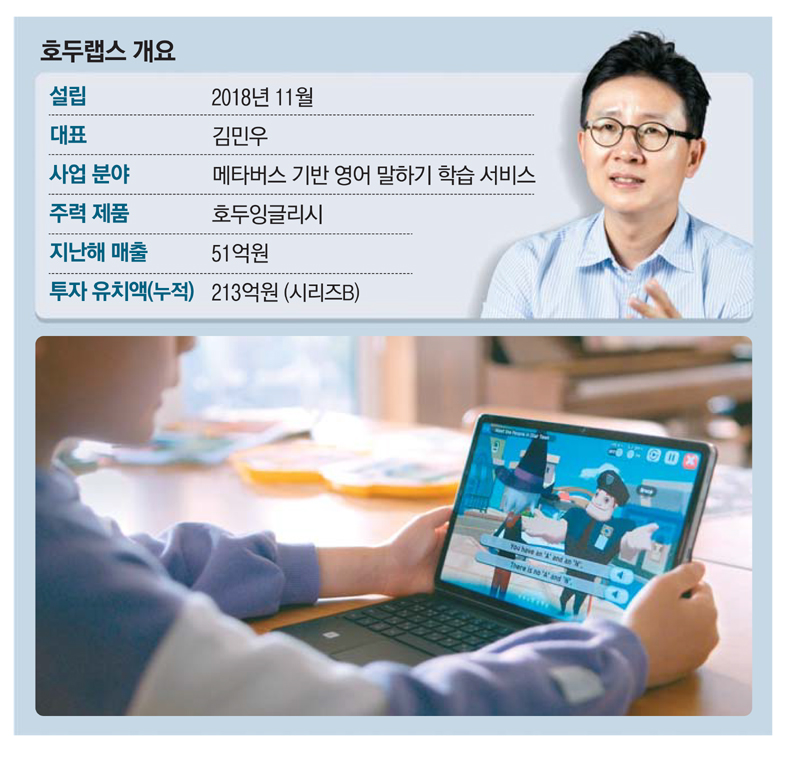 호두랩스 개요
설립 2018년 11월
대표 김민우
사업 분야 메타버스 기반 영어 말하기 학습 서비스
주력 제품 호두잉글리시
지난해 매출 51억원
투자 유치액(누적) 213억원 (시리즈B)
Meet the People in Star Town
You have an "A" and an "N".
There is no "A" and "N".